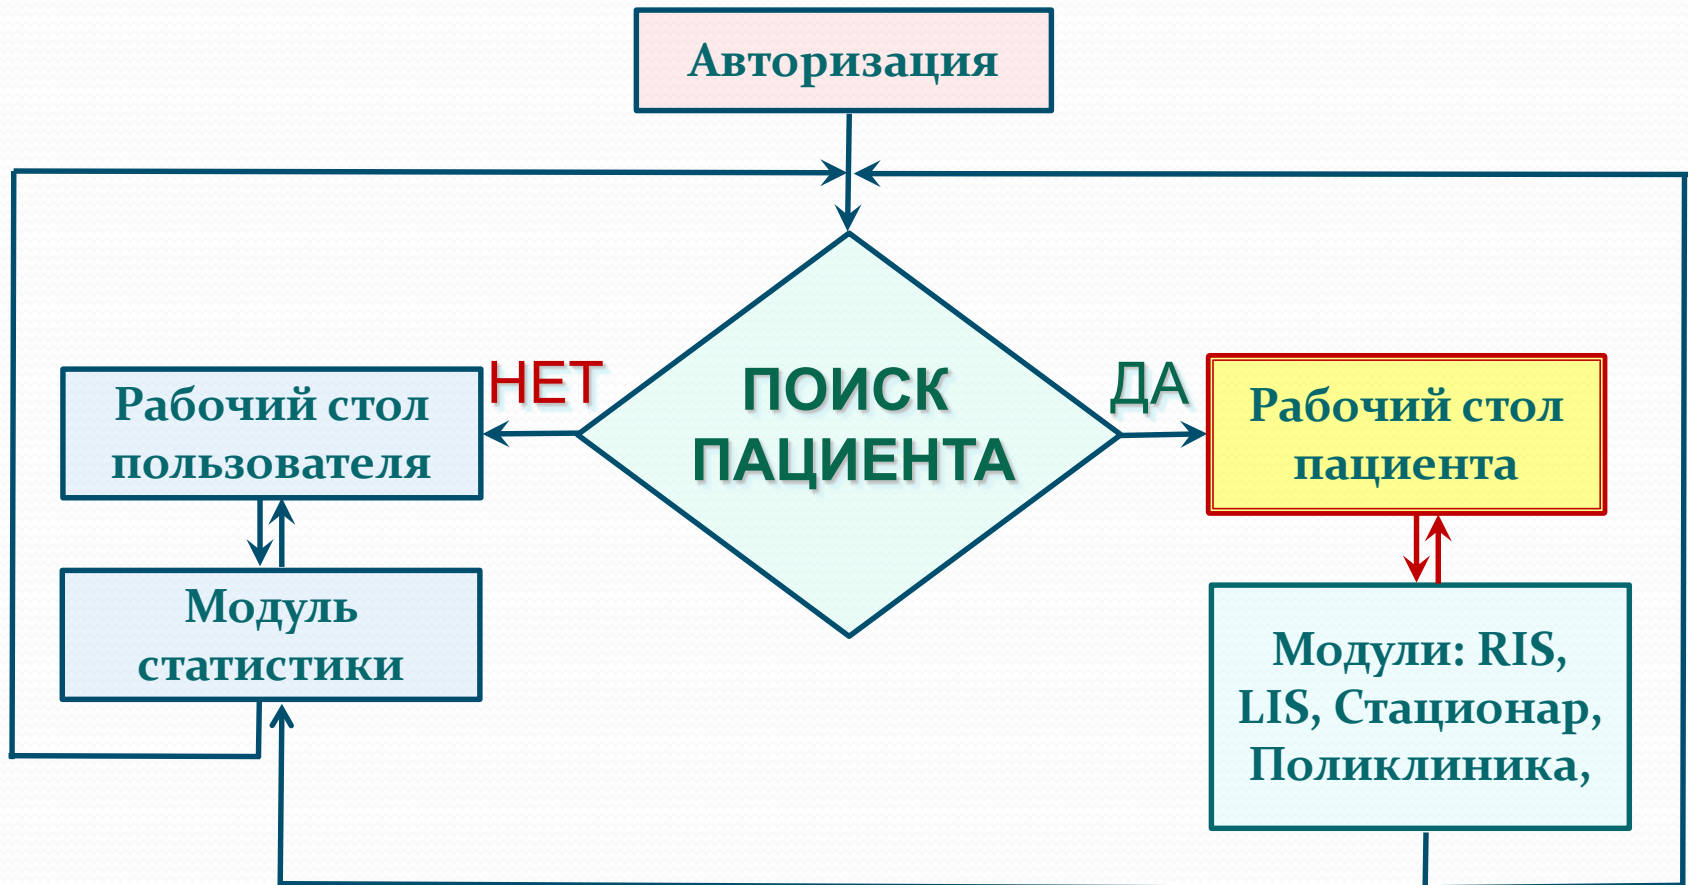 Авторизация
НЕТ
ДА
ПОИСК
ПАЦИЕНТА
Рабочий стол
пользователя
Рабочий стол
пациента
Модуль
статистики
Модули: RIS,
LIS, Стационар,
Поликлиника,